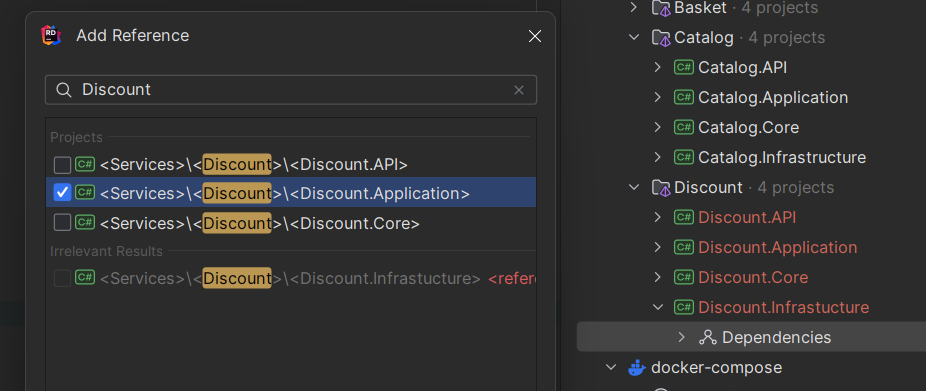 RD
Add Reference
Discount
Projects
C# <Services>\<Discount>\<Discount.API>
C# <Services>\<Discount>\<Discount.Application>
C# <Services>\<Discount>\<Discount.Core>
Irrelevant Results
C# <Services>\<Discount>\<Discount.Infrastucture> <refere
Basket · 4 projects
Catalog · 4 projects
C# Catalog.API
C# Catalog.Application
C# Catalog.Core
C# Catalog.Infrastructure
Discount · 4 projects
C# Discount.API
C# Discount.Application
C# Discount.Core
C# Discount.Infrastucture
Dependencies
docker-compose